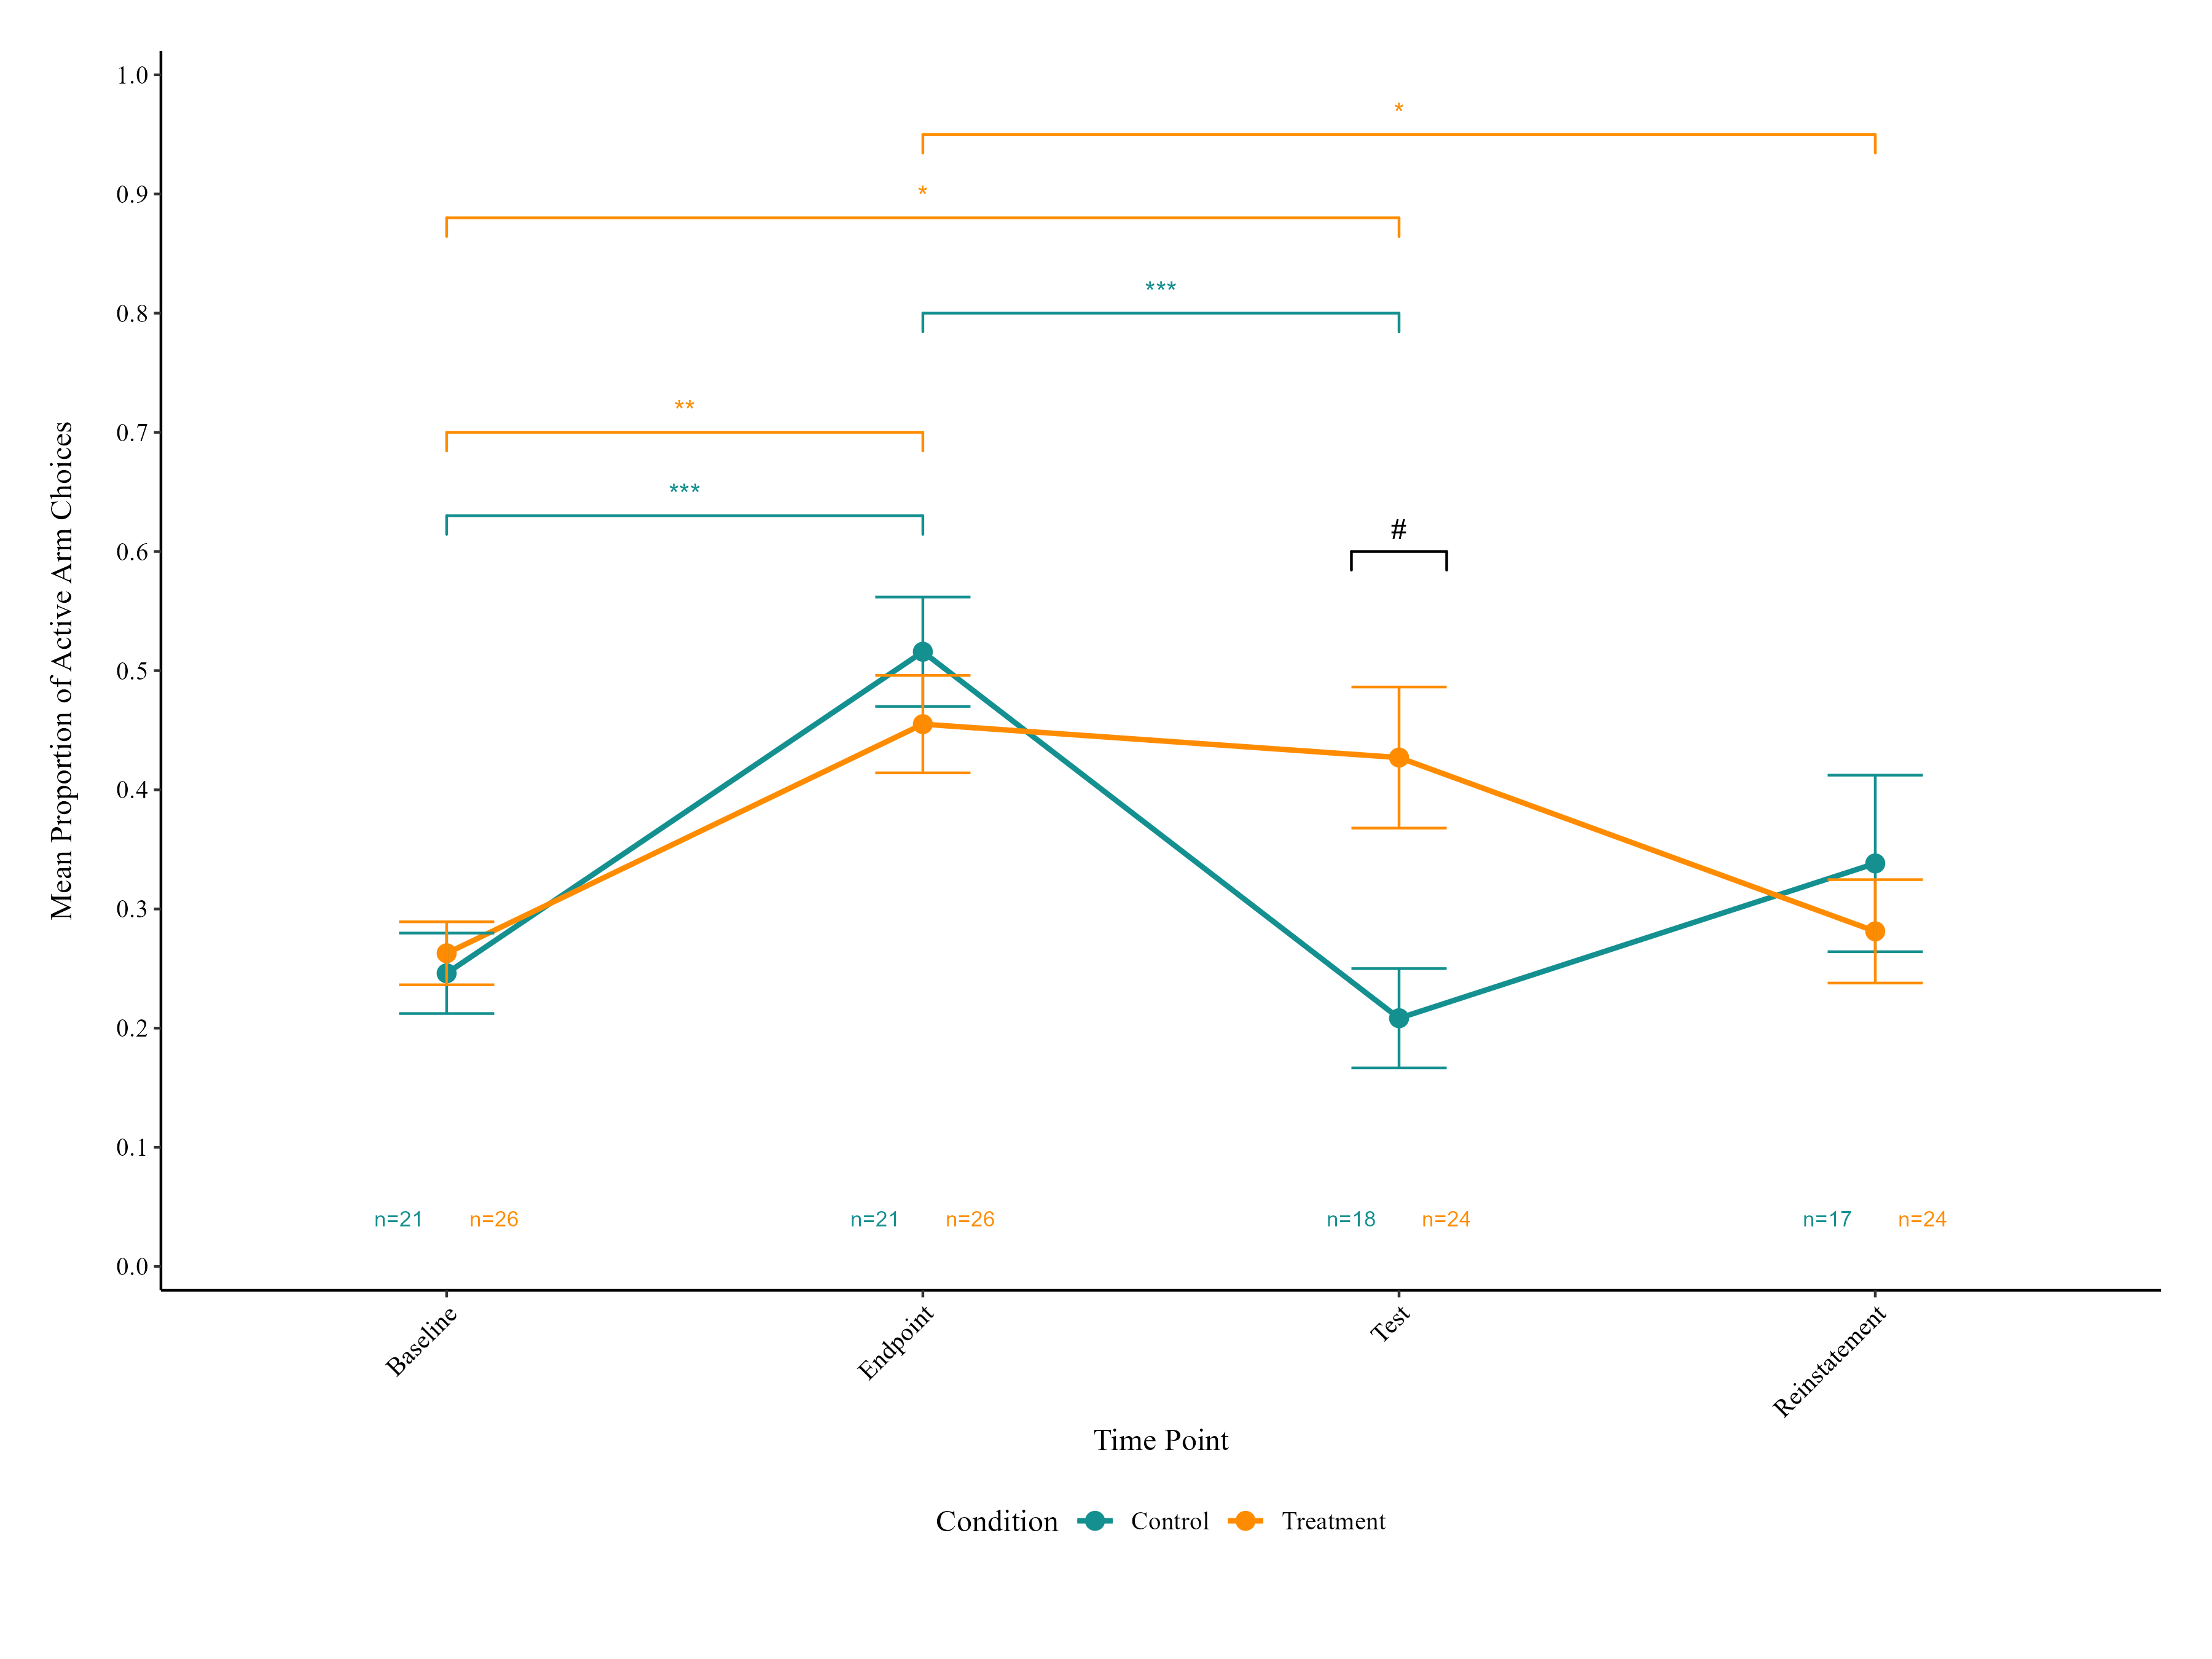 1.0
*
0.9
*
0.8
***
0.7
**
***
0.6
#
0.5
0.4
0.3
0.2
0.1
n=21 n=26 n=21 n=26 n=18 n=24 n=17 n=24
0.0
Mean Proportion of Active Arm Choices
Baseline
Endpoint
Test
Reinstatement
Time Point
Condition Control Treatment